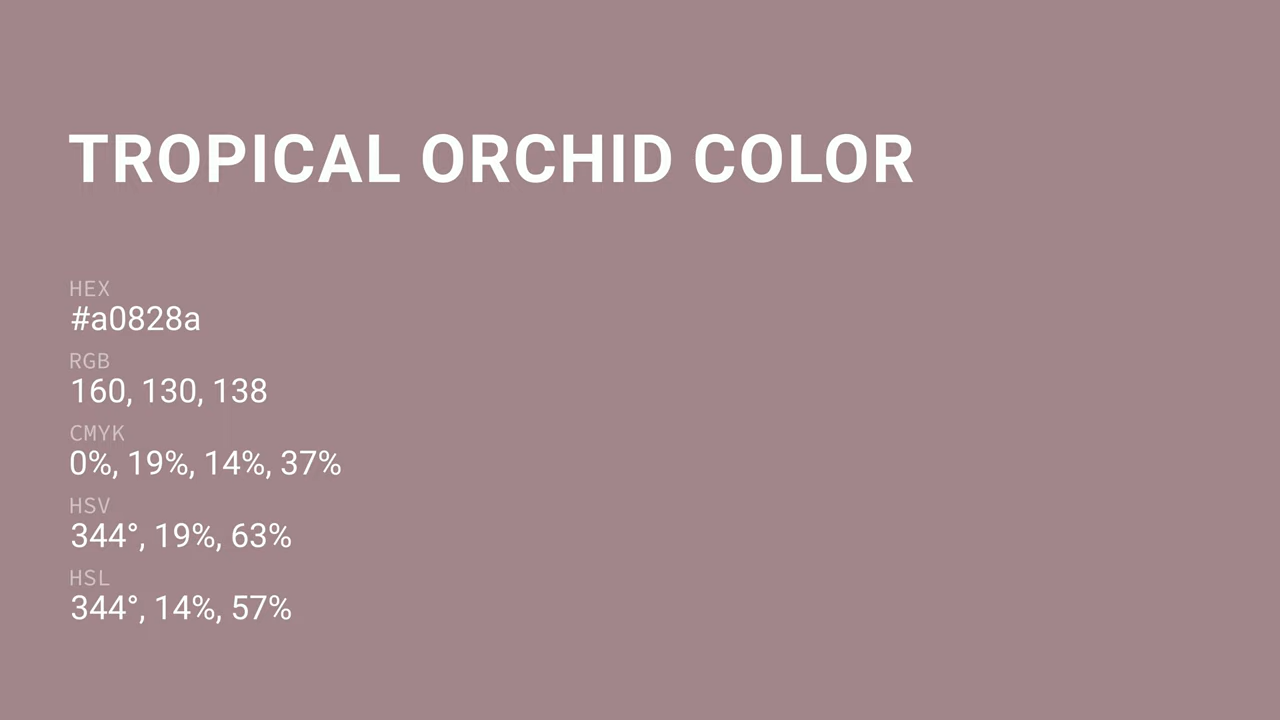 TROPICAL ORCHID COLOR
HEX
#a0828a
RGB
160, 130, 138
CMYK
0%, 19%, 14%, 37%
HSV
344°, 19%, 63%
HSL
344°, 14%, 57%